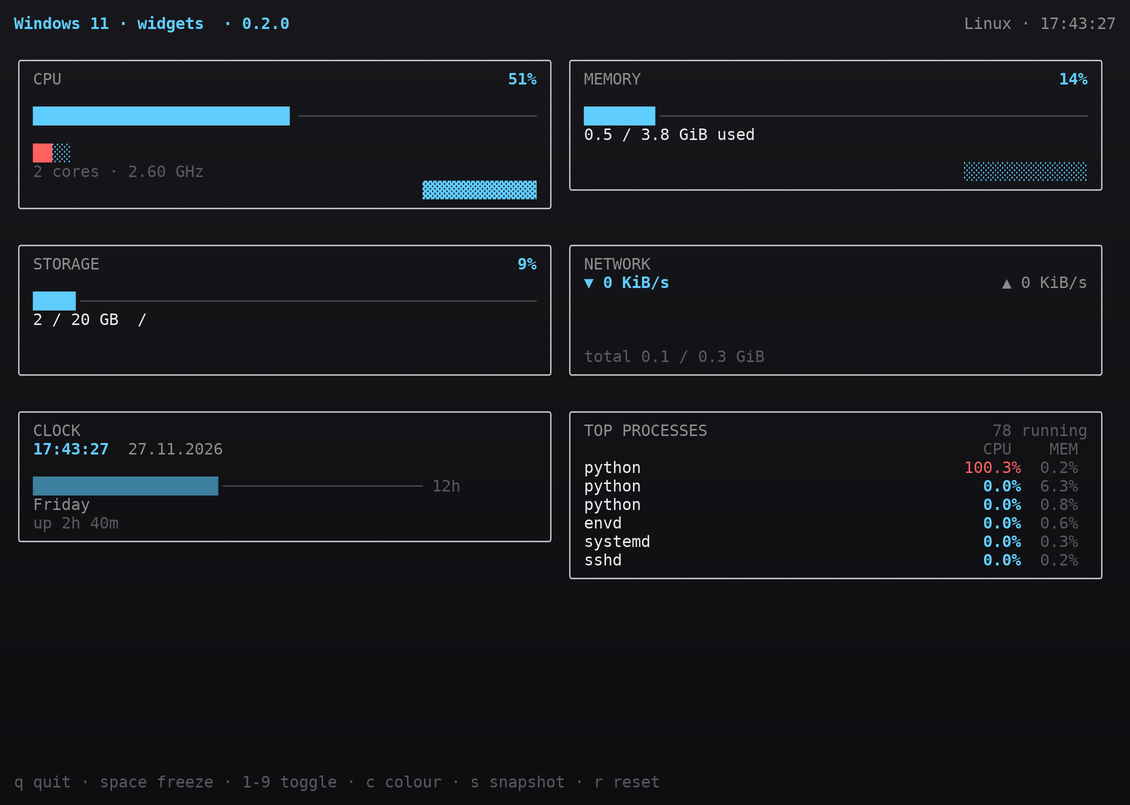 Windows 11 · widgets · 0.2.0
Linux · 17:43:27
CPU 51%
2 cores · 2.60 GHz
MEMORY 14%
0.5 / 3.8 GiB used
STORAGE 9%
2 / 20 GB /
NETWORK
▼ 0 KiB/s ▲ 0 KiB/s
total 0.1 / 0.3 GiB
CLOCK
17:43:27 27.11.2026
12h
Friday
up 2h 40m
TOP PROCESSES 78 running
CPU MEM
python 100.3% 0.2%
python 0.0% 6.3%
python 0.0% 0.8%
envd 0.0% 0.6%
systemd 0.0% 0.3%
sshd 0.0% 0.2%
q quit · space freeze · 1-9 toggle · c colour · s snapshot · r reset